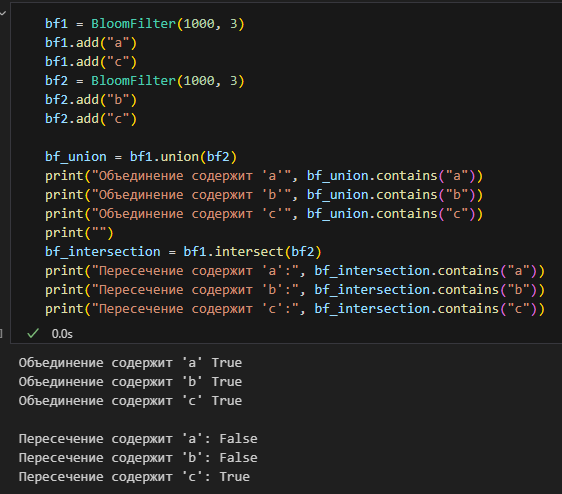 bf1 = BloomFilter(1000, 3)
bf1.add("a")
bf1.add("c")
bf2 = BloomFilter(1000, 3)
bf2.add("b")
bf2.add("c")

bf_union = bf1.union(bf2)
print("Объединение содержит 'a'", bf_union.contains("a"))
print("Объединение содержит 'b'", bf_union.contains("b"))
print("Объединение содержит 'c'", bf_union.contains("c"))
print("")
bf_intersection = bf1.intersect(bf2)
print("Пересечение содержит 'a':", bf_intersection.contains("a"))
print("Пересечение содержит 'b':", bf_intersection.contains("b"))
print("Пересечение содержит 'c':", bf_intersection.contains("c"))
] 0.0s
Объединение содержит 'a' True
Объединение содержит 'b' True
Объединение содержит 'c' True

Пересечение содержит 'a': False
Пересечение содержит 'b': False
Пересечение содержит 'c': True